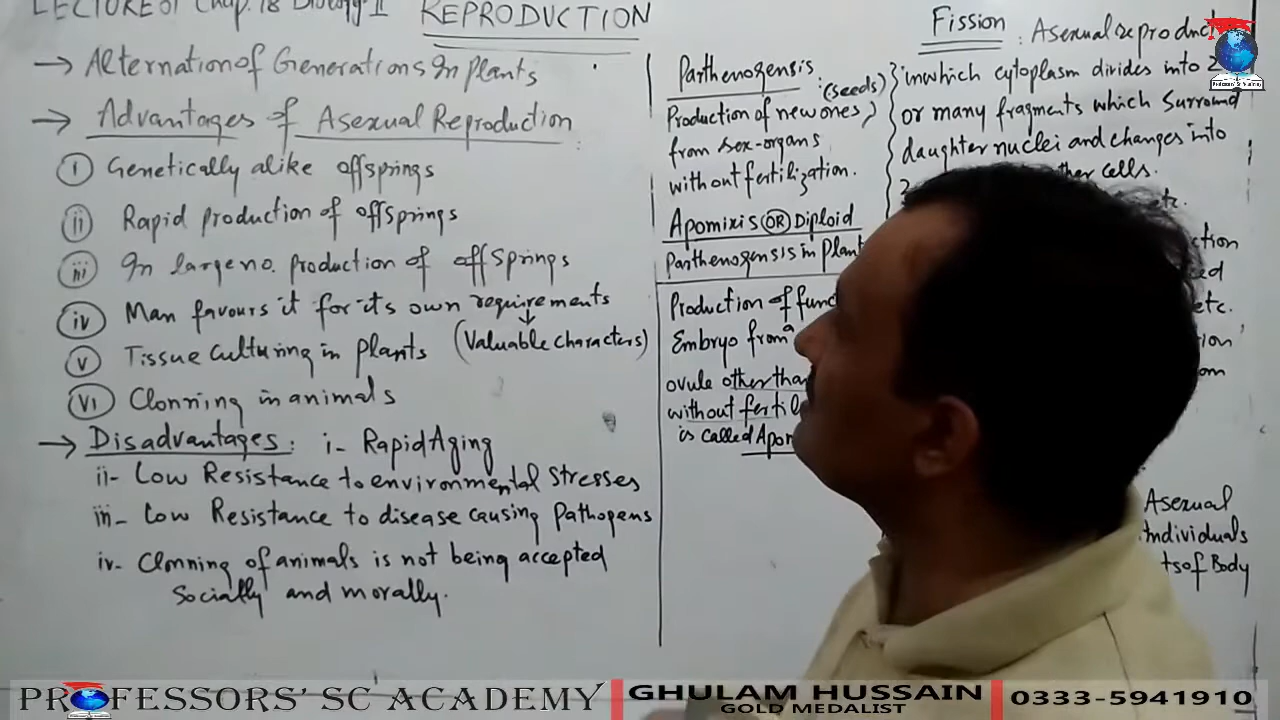 LECTURE 01 Chap. 18 Biology II REPRODUCTION
→ Alternation of Generations In Plants
→ Advantages of Asexual Reproduction
i Genetically alike offsprings
ii Rapid production of offsprings
iii In large no. production of offsprings
iv Man favours it for its own requirements
(Valuable characters)
v Tissue culturing in Plants
vi Clonning in animals
→ Disadvantages: i- Rapid Aging
ii- Low Resistance to environmental stresses
iii- Low Resistance to disease causing Pathogens
iv- Clonning of animals is not being accepted
Socially and morally.
Parthenogensis
(seeds)
Production of new ones
from sex-organs
without fertilization.
Apomixis OR Diploid
Parthenogensis in Plant
Production of func
Embryo from a
ovule other than
without fertil
is called Apom
Fission : Asexual reproduct
in which cytoplasm divides into 2
or many fragments which surround
daughter nuclei and changes into
cells.
etc.
ction
ed
etc.
ion
om
Asexual
Individuals
ts of Body
PROFESSORS' SC ACADEMY
GHULAM HUSSAIN
GOLD MEDALIST
0333-5941910